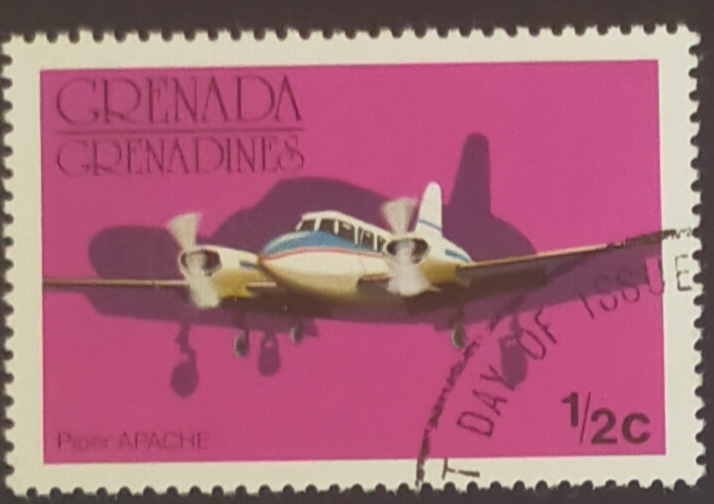 GRENADA
GRENADINES
T DAY OF ISSUE
1/2c
Piper APACHE